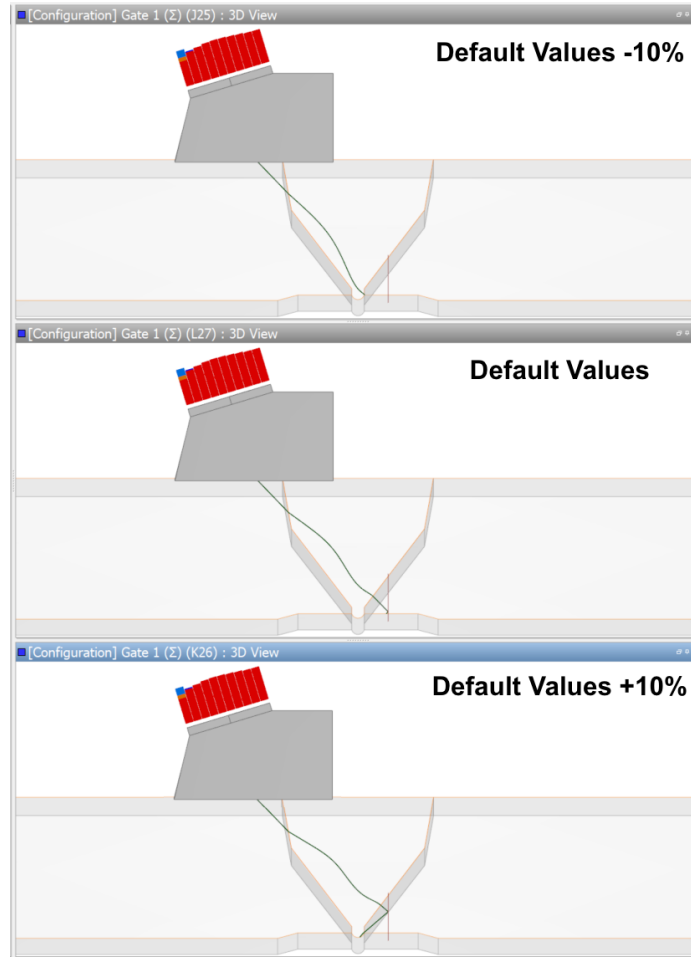 [Configuration] Gate 1 (Σ) (J25) : 3D View
Default Values -10%
[Configuration] Gate 1 (Σ) (L27) : 3D View
Default Values
[Configuration] Gate 1 (Σ) (K26) : 3D View
Default Values +10%